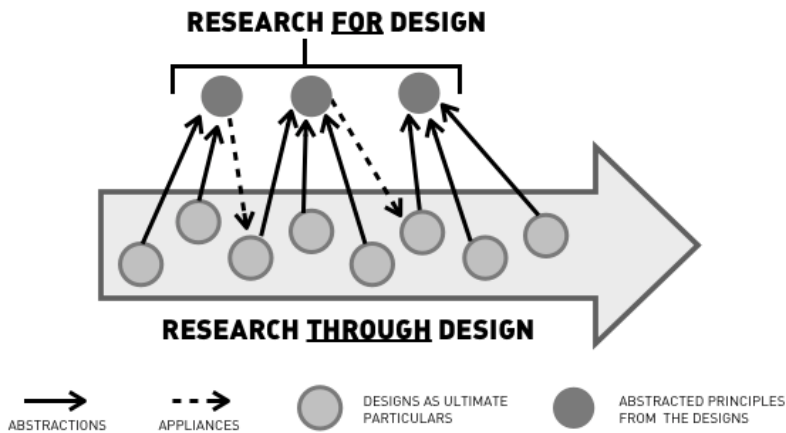 RESEARCH FOR DESIGN
RESEARCH THROUGH DESIGN
ABSTRACTIONS
APPLIANCES
DESIGNS AS ULTIMATE
PARTICULARS
ABSTRACTED PRINCIPLES
FROM THE DESIGNS